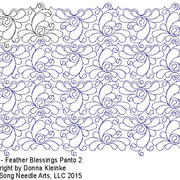 - Feather Blessings Panto 2
right by Donna Kleinke
Song Needle Arts, LLC 2015